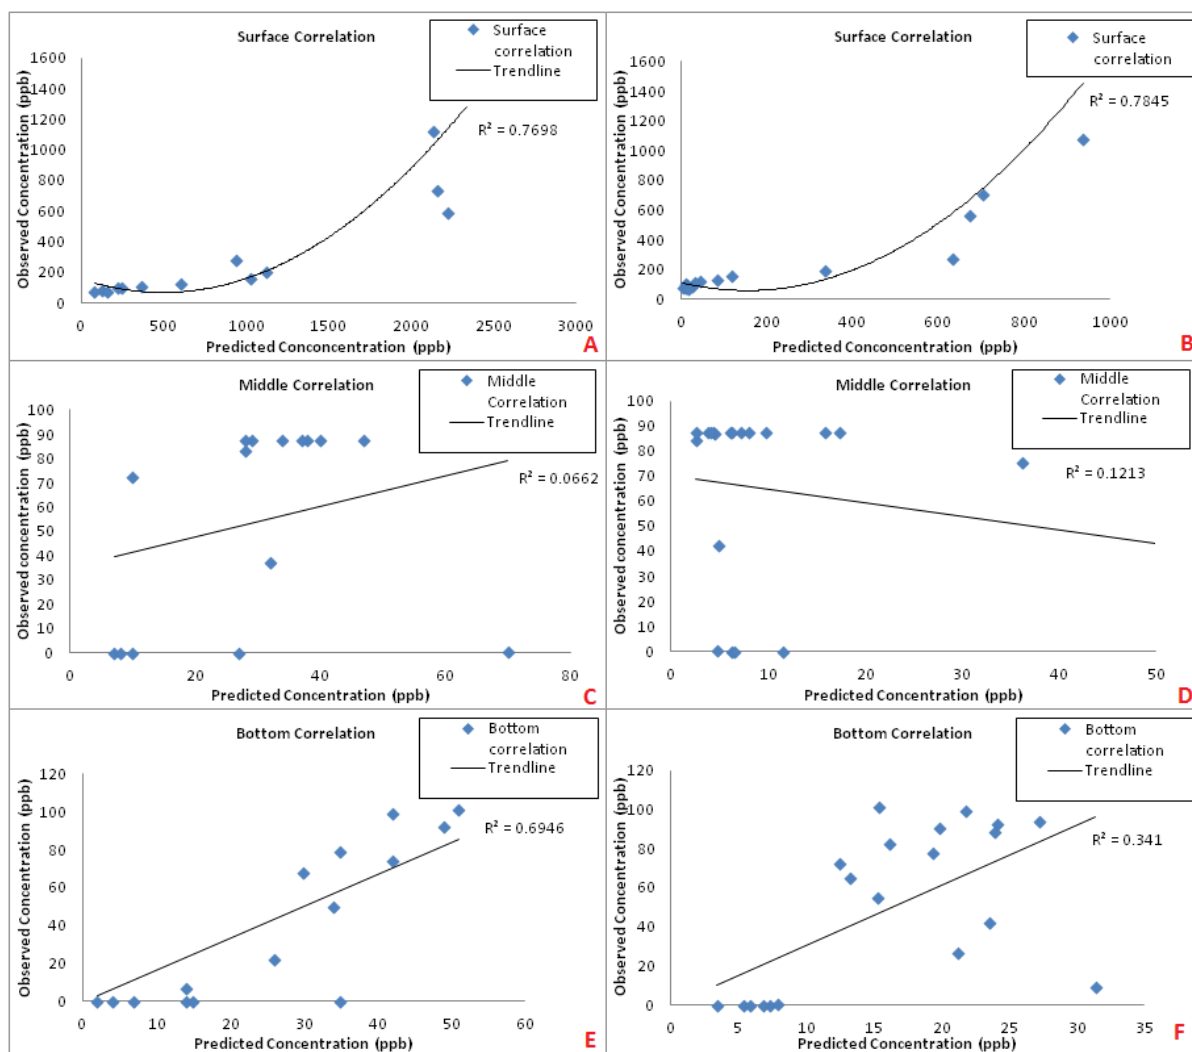 Surface Correlation
Surface
correlation
Trendline
R² = 0.7698
Observed Concentration (ppb)
1600
1400
1200
1000
800
600
400
200
0
0 500 1000 1500 2000 2500 3000
Predicted Conconcentration (ppb)
A
Surface Correlation
Surface
correlation
R² = 0.7845
Observed Concentration (ppb)
1600
1400
1200
1000
800
600
400
200
0
0 200 400 600 800 1000
Predicted Conconcentration (ppb)
B
Middle Correlation
Middle
Correlation
Trendline
R² = 0.0662
Observed concentration (ppb)
100
90
80
70
60
50
40
30
20
10
0
0 20 40 60 80
Predicted Concentration (ppb)
C
Middle Correlation
Middle
Correlation
Trendline
R² = 0.1213
Observed concentration (ppb)
100
90
80
70
60
50
40
30
20
10
0
0 10 20 30 40 50
Predicted Concentration (ppb)
D
Bottom Correlation
Bottom
correlation
Trendline
R² = 0.6946
Observed Concentration (ppb)
120
100
80
60
40
20
0
0 10 20 30 40 50 60
Predicted Concentration (ppb)
E
Bottom Correlation
Bottom
correlation
Trendline
R² = 0.341
Observed Concentration (ppb)
120
100
80
60
40
20
0
0 5 10 15 20 25 30 35
Predicted Concentration (ppb)
F